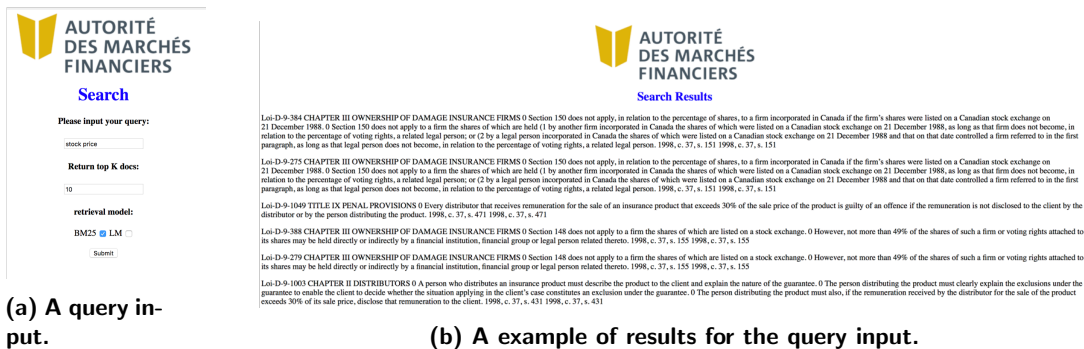 AUTORITÉ
DES MARCHÉS
FINANCIERS
Search
Please input your query:
stock price
Return top K docs:
10
retrieval model:
BM25 LM
Submit
(a) A query in-
put.
AUTORITÉ
DES MARCHÉS
FINANCIERS
Search Results
Loi-D-9-384 CHAPTER III OWNERSHIP OF DAMAGE INSURANCE FIRMS 0 Section 150 does not apply, in relation to the percentage of shares, to a firm incorporated in Canada if the firm's shares were listed on a Canadian stock exchange on
21 December 1988. 0 Section 150 does not apply to a firm the shares of which are held (1 by another firm incorporated in Canada the shares of which were listed on a Canadian stock exchange on 21 December 1988, as long as that firm does not become, in
relation to the percentage of voting rights, a related legal person; or (2 by a legal person incorporated in Canada the shares of which were listed on a Canadian stock exchange on 21 December 1988 and that on that date controlled a firm referred to in the first
paragraph, as long as that legal person does not become, in relation to the percentage of voting rights, a related legal person. 1998, c. 37, s. 151 1998, c. 37, s. 151
Loi-D-9-275 CHAPTER III OWNERSHIP OF DAMAGE INSURANCE FIRMS 0 Section 150 does not apply, in relation to the percentage of shares, to a firm incorporated in Canada if the firm's shares were listed on a Canadian stock exchange on
21 December 1988. 0 Section 150 does not apply to a firm the shares of which are held (1 by another firm incorporated in Canada the shares of which were listed on a Canadian stock exchange on 21 December 1988, as long as that firm does not become, in
relation to the percentage of voting rights, a related legal person; or (2 by a legal person incorporated in Canada the shares of which were listed on a Canadian stock exchange on 21 December 1988 and that on that date controlled a firm referred to in the first
paragraph, as long as that legal person does not become, in relation to the percentage of voting rights, a related legal person. 1998, c. 37, s. 151 1998, c. 37, s. 151
Loi-D-9-1049 TITLE IX PENAL PROVISIONS 0 Every distributor that receives remuneration for the sale of an insurance product that exceeds 30% of the sale price of the product is guilty of an offence if the remuneration is not disclosed to the client by the
distributor or by the person distributing the product. 1998, c. 37, s. 471 1998, c. 37, s. 471
Loi-D-9-388 CHAPTER III OWNERSHIP OF DAMAGE INSURANCE FIRMS 0 Section 148 does not apply to a firm the shares of which are listed on a stock exchange. 0 However, not more than 49% of the shares of such a firm or voting rights attached to
its shares may be held directly or indirectly by a financial institution, financial group or legal person related thereto. 1998, c. 37, s. 155 1998, c. 37, s. 155
Loi-D-9-279 CHAPTER III OWNERSHIP OF DAMAGE INSURANCE FIRMS 0 Section 148 does not apply to a firm the shares of which are listed on a stock exchange. 0 However, not more than 49% of the shares of such a firm or voting rights attached to
its shares may be held directly or indirectly by a financial institution, financial group or legal person related thereto. 1998, c. 37, s. 155 1998, c. 37, s. 155
Loi-D-9-1003 CHAPTER II DISTRIBUTORS 0 A person who distributes an insurance product must describe the product to the client and explain the nature of the guarantee. 0 The person distributing the product must clearly explain the exclusions under the
guarantee to enable the client to decide whether the situation applying in the client's case constitutes an exclusion under the guarantee. 0 The person distributing the product must also, if the remuneration received by the distributor for the sale of the product
exceeds 30% of its sale price, disclose that remuneration to the client. 1998, c. 37, s. 431 1998, c. 37, s. 431
(b) A example of results for the query input.